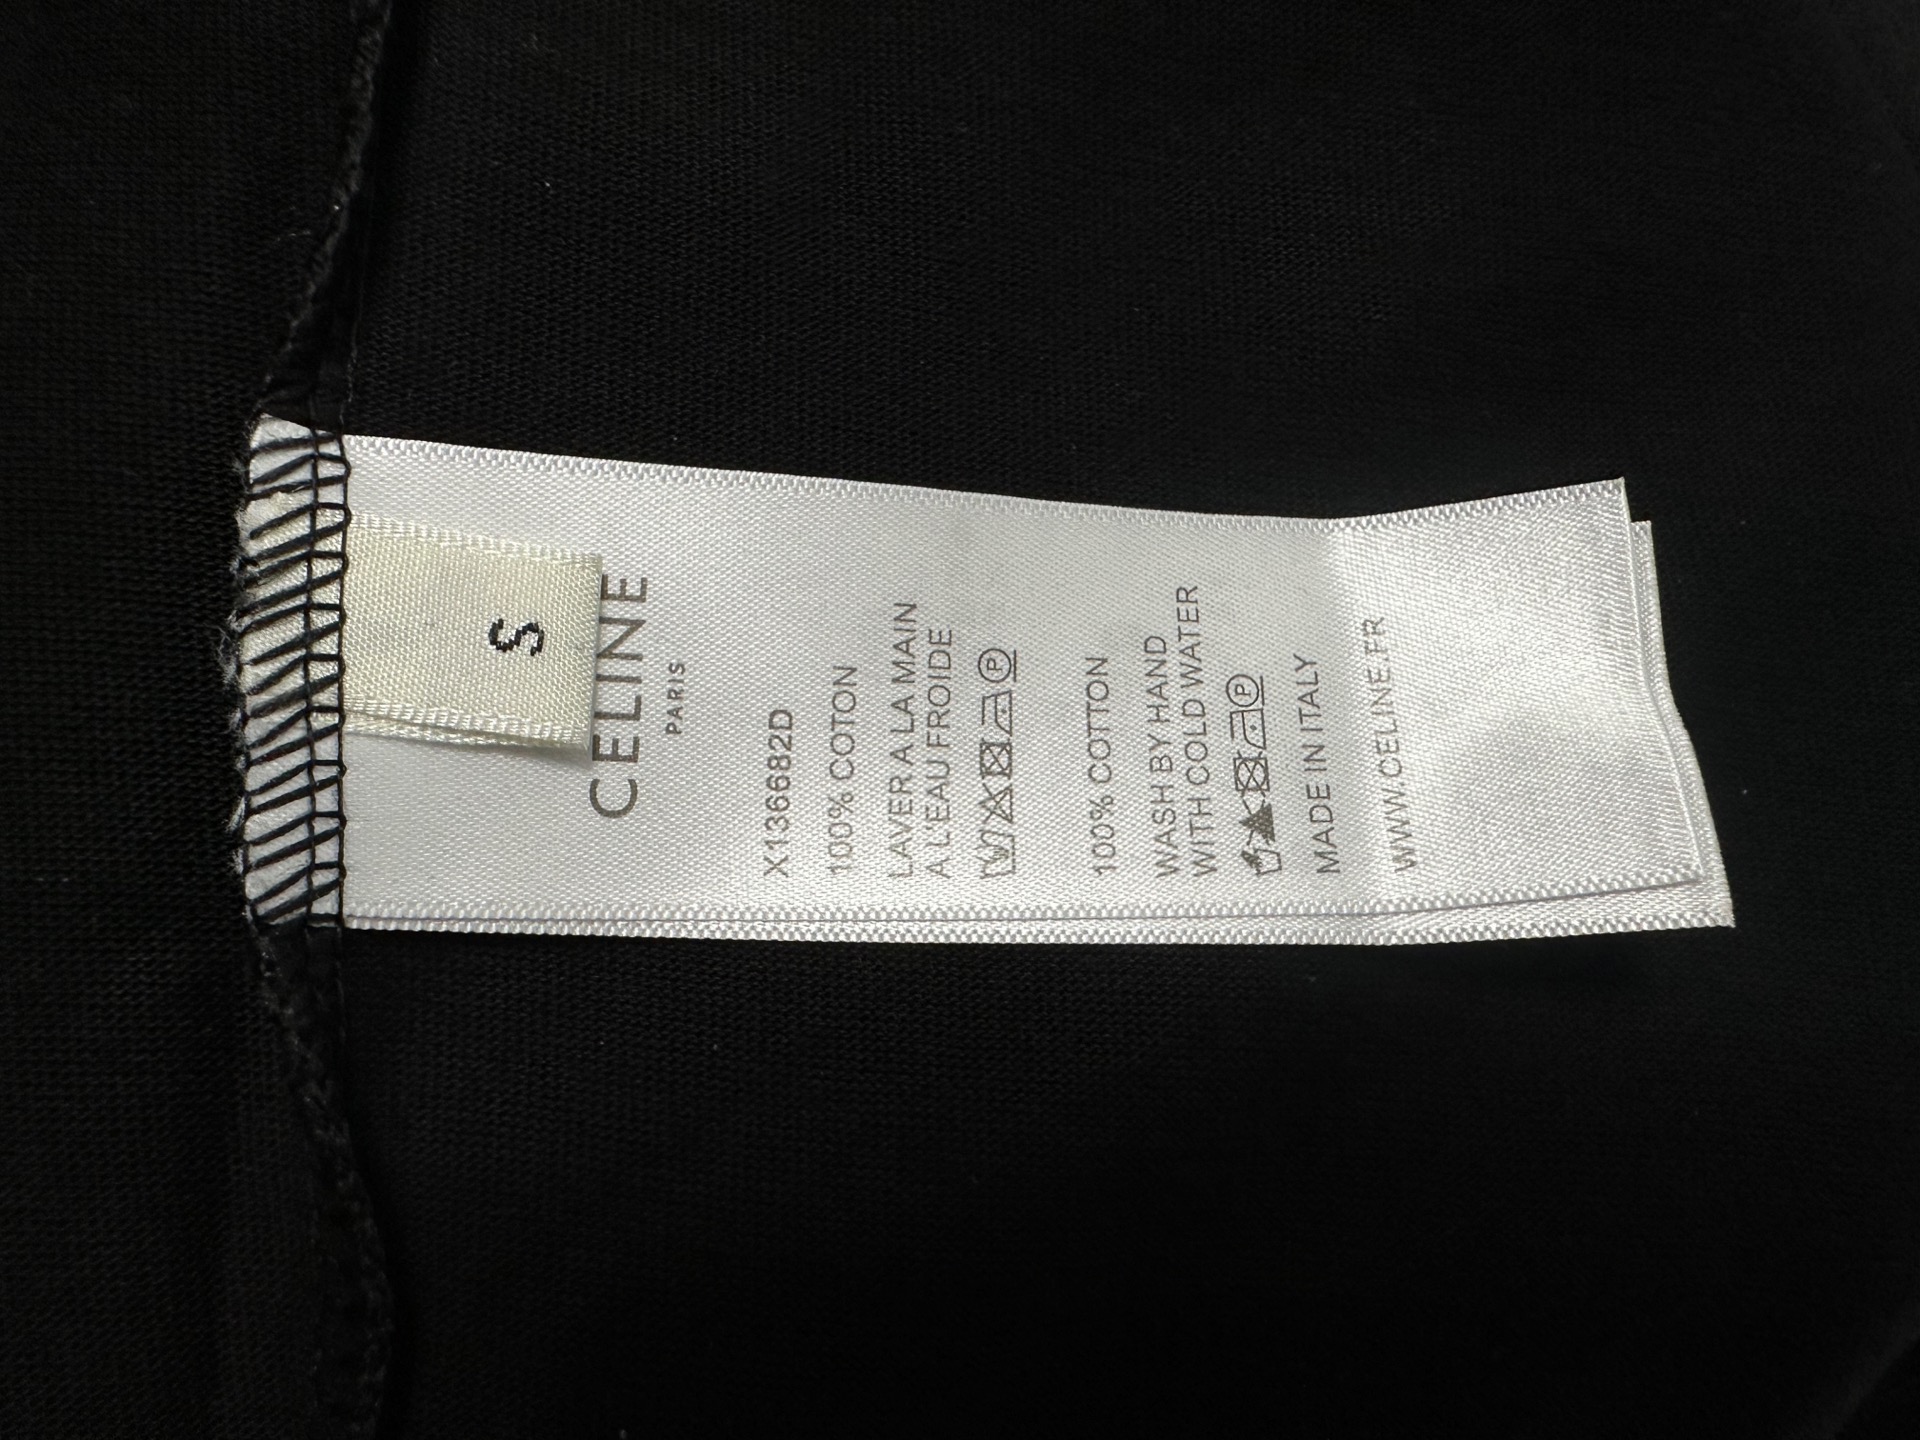 S
CELINE
PARIS
X136682D
100% COTON
LAVER A LA MAIN
A L'EAU FROIDE
P
100% COTTON
WASH BY HAND
WITH COLD WATER
P
MADE IN ITALY
WWW.CELINE.FR